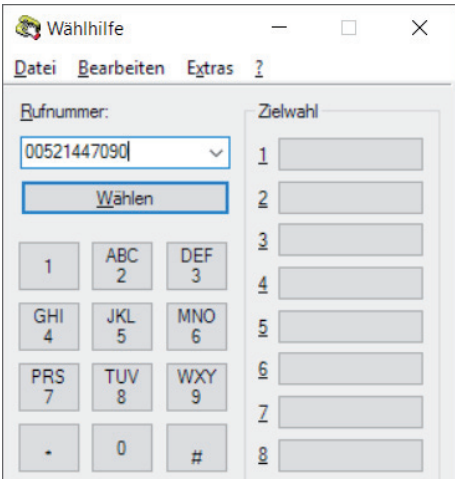 Wählhilfe
Datei Bearbeiten Extras ?
Rufnummer:
00521447090
Wählen
1
ABC
2
DEF
3
GHI
4
JKL
5
MNO
6
PRS
7
TUV
8
WXY
9
*
0
#
Zielwahl
1
2
3
4
5
6
7
8